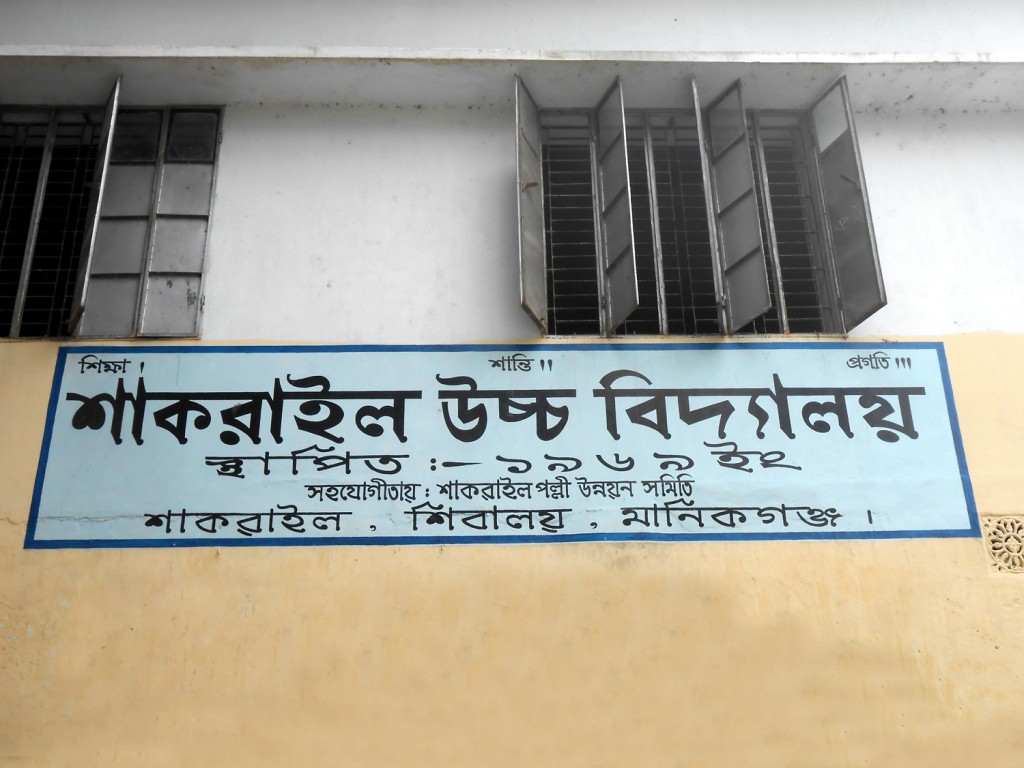 শিক্ষা । শান্তি ।। প্রগতি ।।।
শাকরাইল উচ্চ বিদ্যালয়
স্থাপিত :- ১৯৬৯ ইং
সহযোগীতায় : শাকরাইল পল্লী উন্নয়ন সমিতি
শাকরাইল , শিবালয় , মানিকগঞ্জ ।